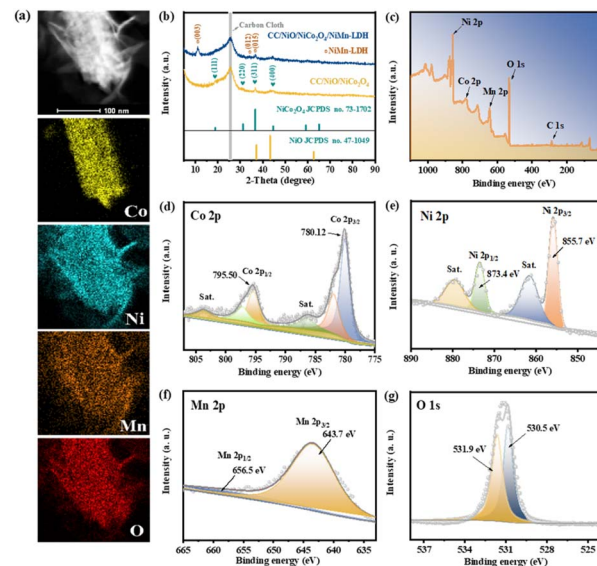 (a)
100 nm
Co
Ni
Mn
O
(b)
Carbon Cloth
CC/NiO/NiCo₂O₄/NiMn-LDH
¤(003)
¤(012)
¤(015)
¤NiMn-LDH
♥(111)
♥(220)
♥(311)
♥(400)
CC/NiO/NiCo₂O₄
NiCo₂O₄ JCPDS no. 73-1702
NiO JCPDS no. 47-1049
Intensity (a.u.)
0 10 20 30 40 50 60 70 80 90
2-Theta (degree)
(c)
Ni 2p
O 1s
Co 2p
Mn 2p
C 1s
Intensity (a. u.)
1000 800 600 400 200 0
Binding energy (eV)
(d)
Co 2p
Co 2p3/2
780.12
795.50
Co 2p1/2
Sat.
Sat.
Intensity (a. u.)
805 800 795 790 785 780 775
Binding energy (eV)
(e)
Ni 2p
Ni 2p3/2
855.7 eV
Ni 2p1/2
873.4 eV
Sat.
Sat.
Intensity (a. u.)
890 880 870 860 850
Binding energy (eV)
(f)
Mn 2p
Mn 2p3/2
643.7 eV
Mn 2p1/2
656.5 eV
Intensity (a. u.)
665 660 655 650 645 640 635
Binding energy (eV)
(g)
O 1s
530.5 eV
531.9 eV
Intensity (a. u.)
538 531 524
Binding energy (eV)